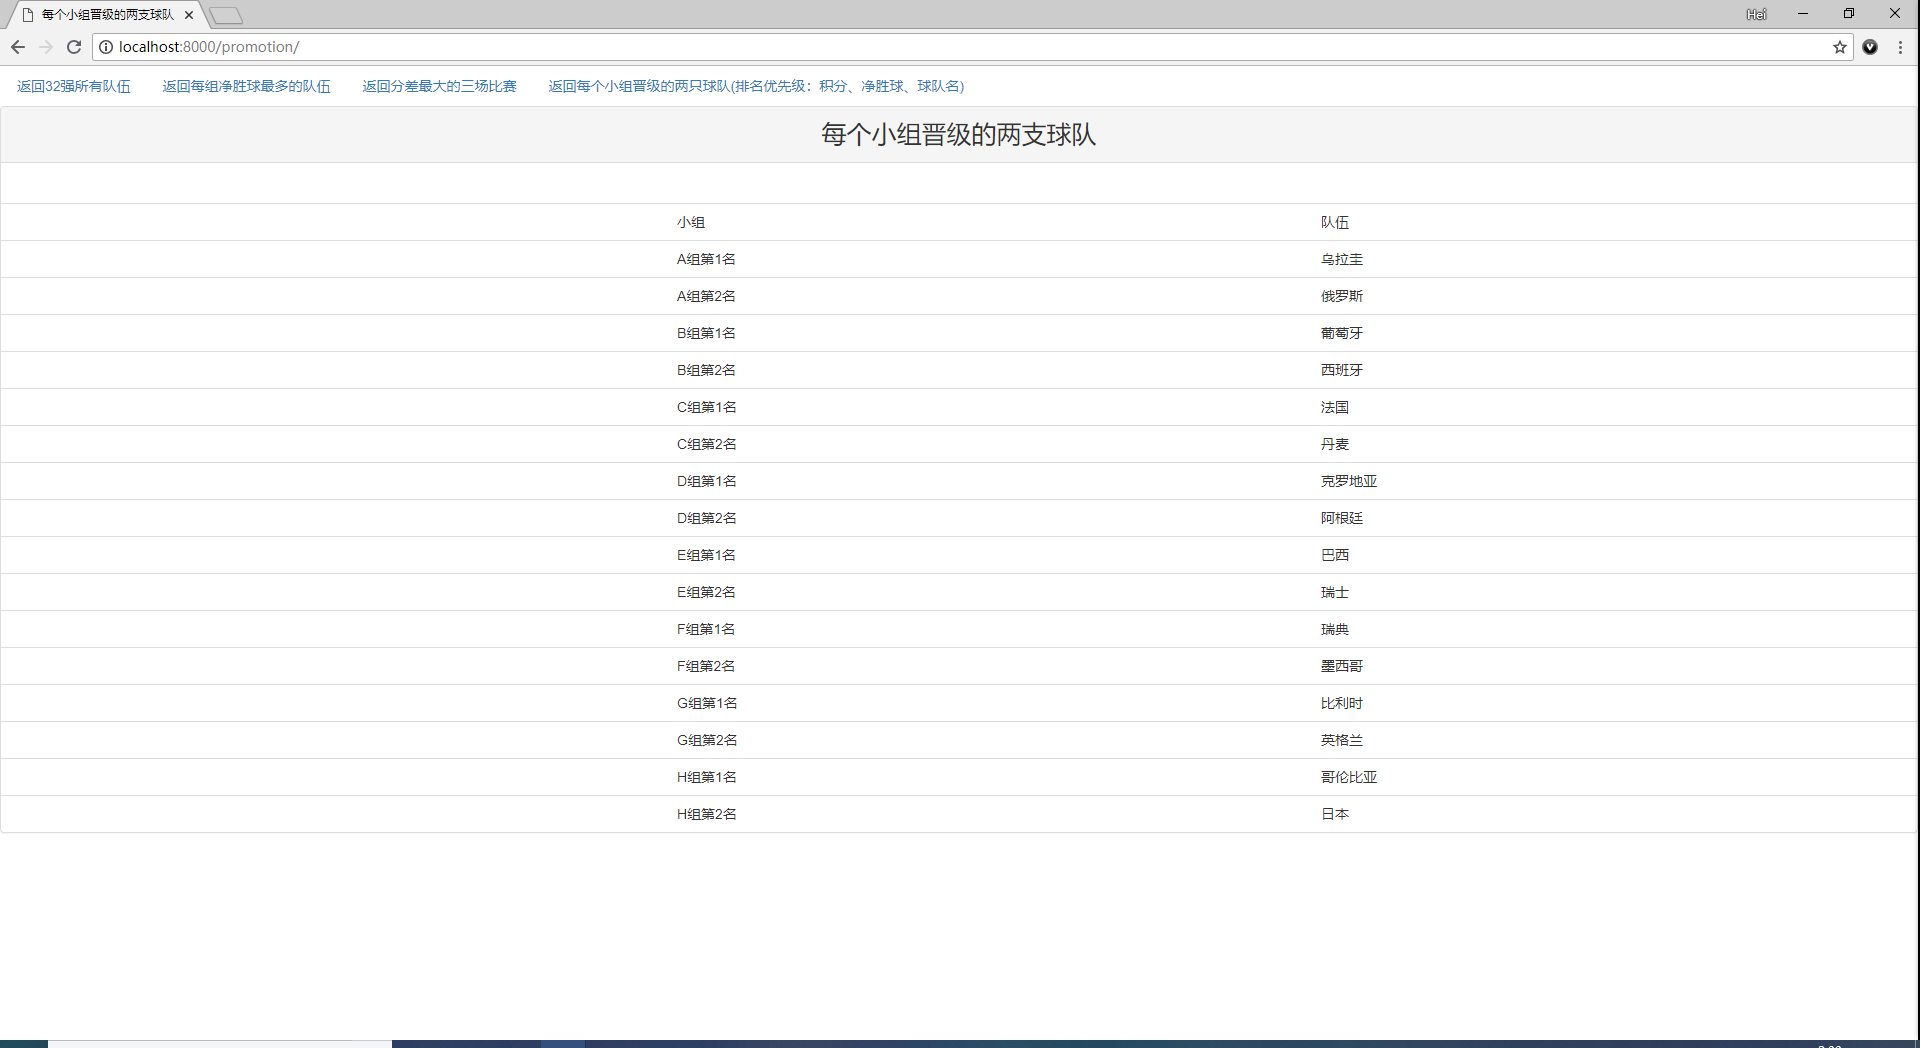 每个小组晋级的两支球队
Hei
localhost:8000/promotion/
返回32强所有队伍 返回每组净胜球最多的队伍 返回分差最大的三场比赛 返回每个小组晋级的两只球队(排名优先级：积分、净胜球、球队名)
每个小组晋级的两支球队
小组 队伍
A组第1名 乌拉圭
A组第2名 俄罗斯
B组第1名 葡萄牙
B组第2名 西班牙
C组第1名 法国
C组第2名 丹麦
D组第1名 克罗地亚
D组第2名 阿根廷
E组第1名 巴西
E组第2名 瑞士
F组第1名 瑞典
F组第2名 墨西哥
G组第1名 比利时
G组第2名 英格兰
H组第1名 哥伦比亚
H组第2名 日本